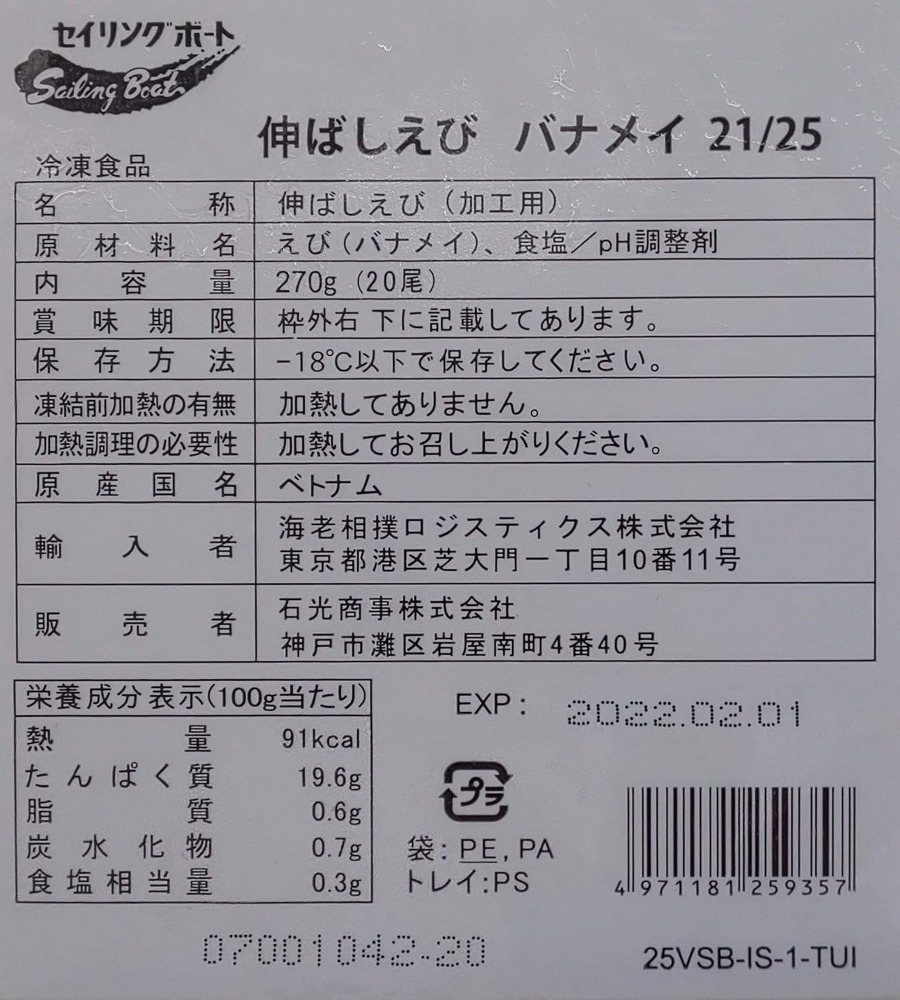 セイリングボート
Sailing Boat
伸ばしえび バナメイ 21/25
冷凍食品
名称 伸ばしえび（加工用）
原材料名 えび（バナメイ）、食塩／pH調整剤
内容量 270g（20尾）
賞味期限 枠外右下に記載してあります。
保存方法 −18℃以下で保存してください。
凍結前加熱の有無 加熱してありません。
加熱調理の必要性 加熱してお召し上がりください。
原産国名 ベトナム
輸入者 海老相撲ロジスティクス株式会社
東京都港区芝大門一丁目10番11号
販売者 石光商事株式会社
神戸市灘区岩屋南町4番40号
栄養成分表示(100g当たり)
熱量 91kcal
たんぱく質 19.6g
脂質 0.6g
炭水化物 0.7g
食塩相当量 0.3g
EXP: 2022.02.01
プラ
袋: PE, PA
トレイ:PS
4 971181 259357
07001042-20
25VSB-IS-1-TUI